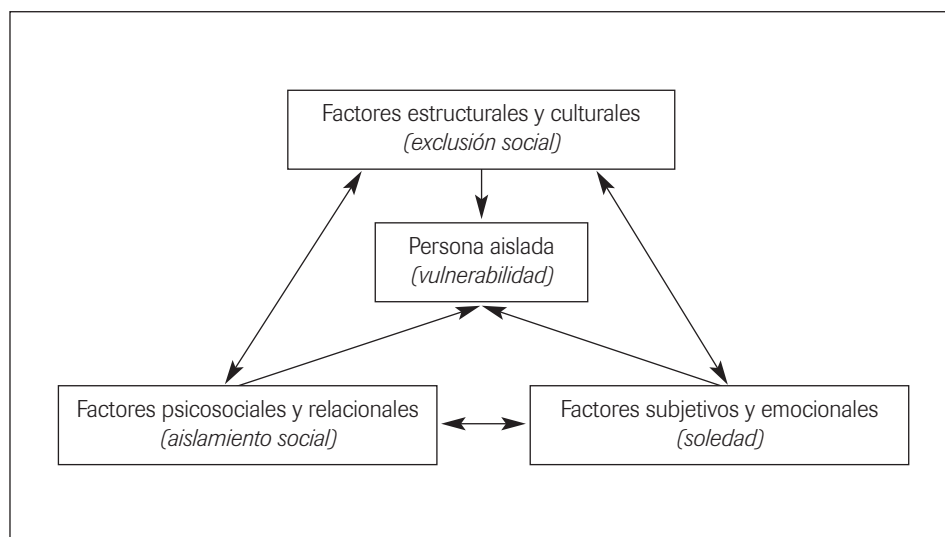 Factores estructurales y culturales
(exclusión social)
Persona aislada
(vulnerabilidad)
Factores psicosociales y relacionales
(aislamiento social)
Factores subjetivos y emocionales
(soledad)